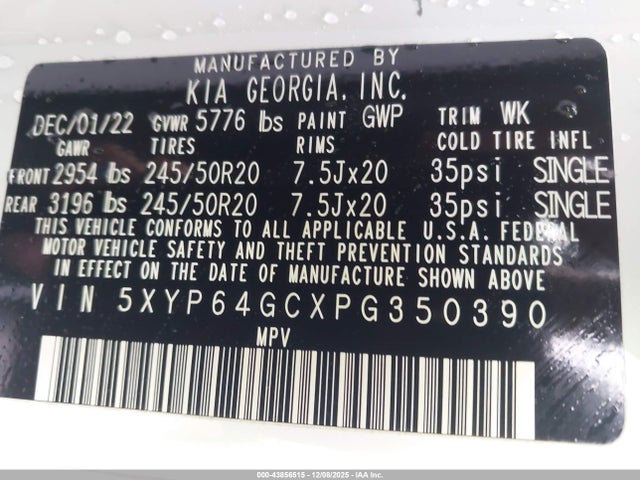 MANUFACTURED BY
KIA GEORGIA, INC.
DEC/01/22 GVWR 5776 lbs PAINT GWP TRIM WK
GAWR TIRES RIMS COLD TIRE INFL
FRONT 2954 lbs 245/50R20 7.5Jx20 35psi SINGLE
REAR 3196 lbs 245/50R20 7.5Jx20 35psi SINGLE
THIS VEHICLE CONFORMS TO ALL APPLICABLE U.S.A. FEDERAL
MOTOR VEHICLE SAFETY AND THEFT PREVENTION STANDARDS
IN EFFECT ON THE DATE OF MANUFACTURE SHOWN ABOVE
VIN 5XYP64GCXPG350390
MPV
000-43856515 | 12/08/2025 | IAA Inc.